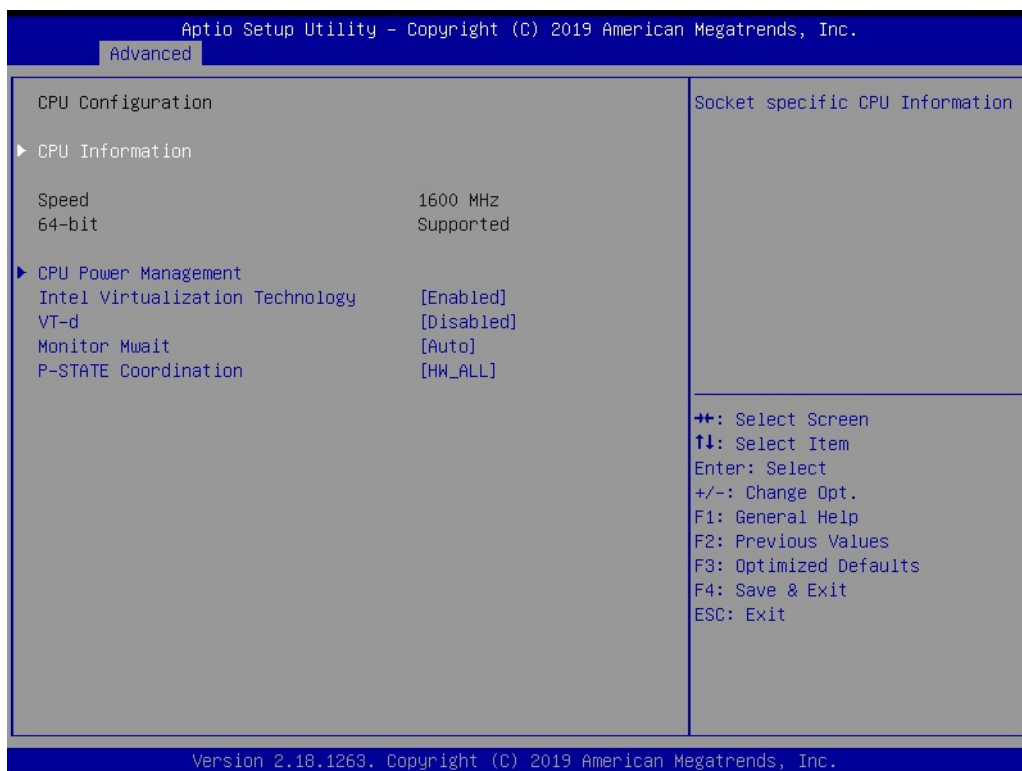 Aptio Setup Utility – Copyright (C) 2019 American Megatrends, Inc.
Advanced
CPU Configuration
CPU Information
Speed 1600 MHz
64-bit Supported
CPU Power Management
Intel Virtualization Technology [Enabled]
VT-d [Disabled]
Monitor Mwait [Auto]
P-STATE Coordination [HW_ALL]
Socket specific CPU Information
→←: Select Screen
↑↓: Select Item
Enter: Select
+/-: Change Opt.
F1: General Help
F2: Previous Values
F3: Optimized Defaults
F4: Save & Exit
ESC: Exit
Version 2.18.1263. Copyright (C) 2019 American Megatrends, Inc.